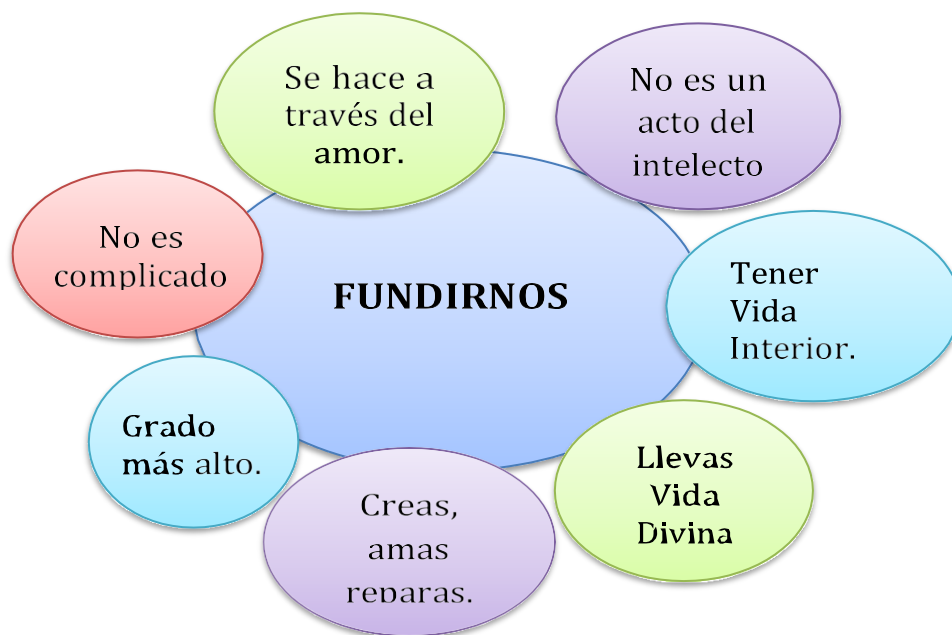 Se hace a
través del
amor.
No es un
acto del
intelecto
No es
complicado
FUNDIRNOS
Tener
Vida
Interior.
Grado
más alto.
Llevas
Vida
Divina
Creas,
amas
reparas.